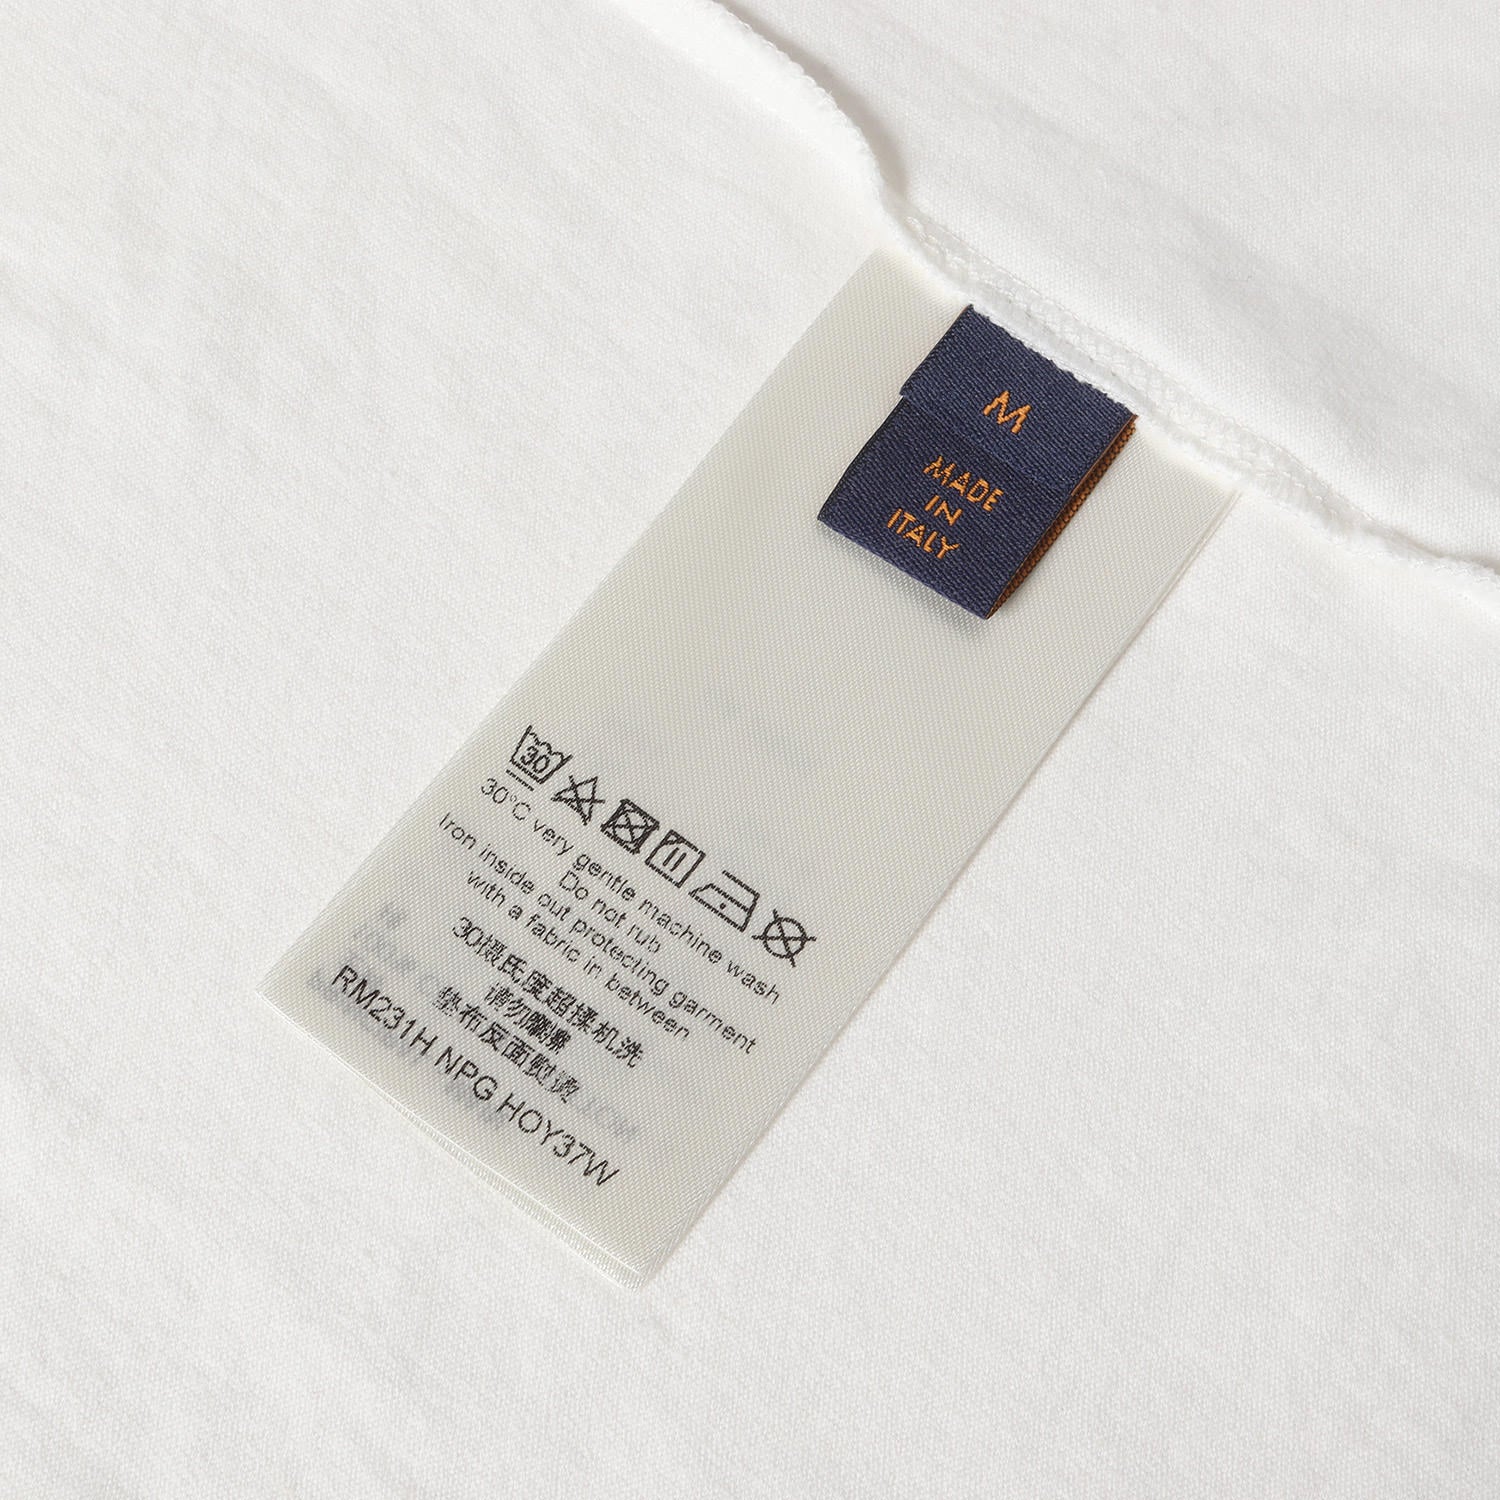 M
MADE
IN
ITALY
30
30°C very gentle machine wash
Do not rub
Iron inside out protecting garment
with a fabric in between
30摄氏度超揉机洗
请勿
垫布反面熨烫
RM231H NPG HOY37W